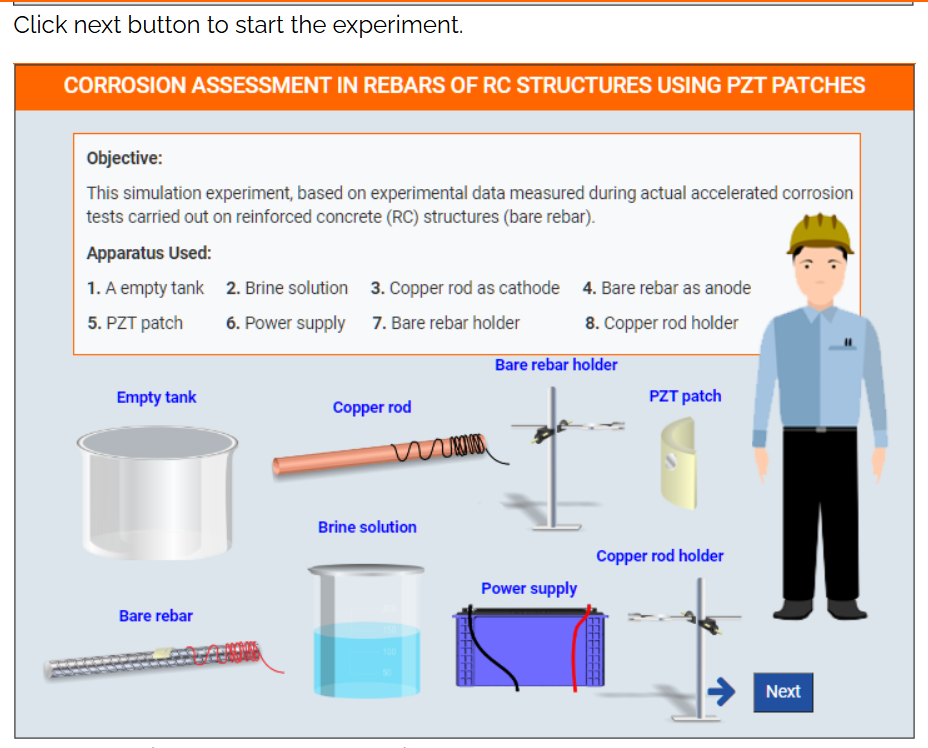 Click next button to start the experiment.
CORROSION ASSESSMENT IN REBARS OF RC STRUCTURES USING PZT PATCHES
Objective:
This simulation experiment, based on experimental data measured during actual accelerated corrosion
tests carried out on reinforced concrete (RC) structures (bare rebar).
Apparatus Used:
1. A empty tank 2. Brine solution 3. Copper rod as cathode 4. Bare rebar as anode
5. PZT patch 6. Power supply 7. Bare rebar holder 8. Copper rod holder
Bare rebar holder
Empty tank
Copper rod
PZT patch
Brine solution
Copper rod holder
Power supply
Bare rebar
100
50
Next